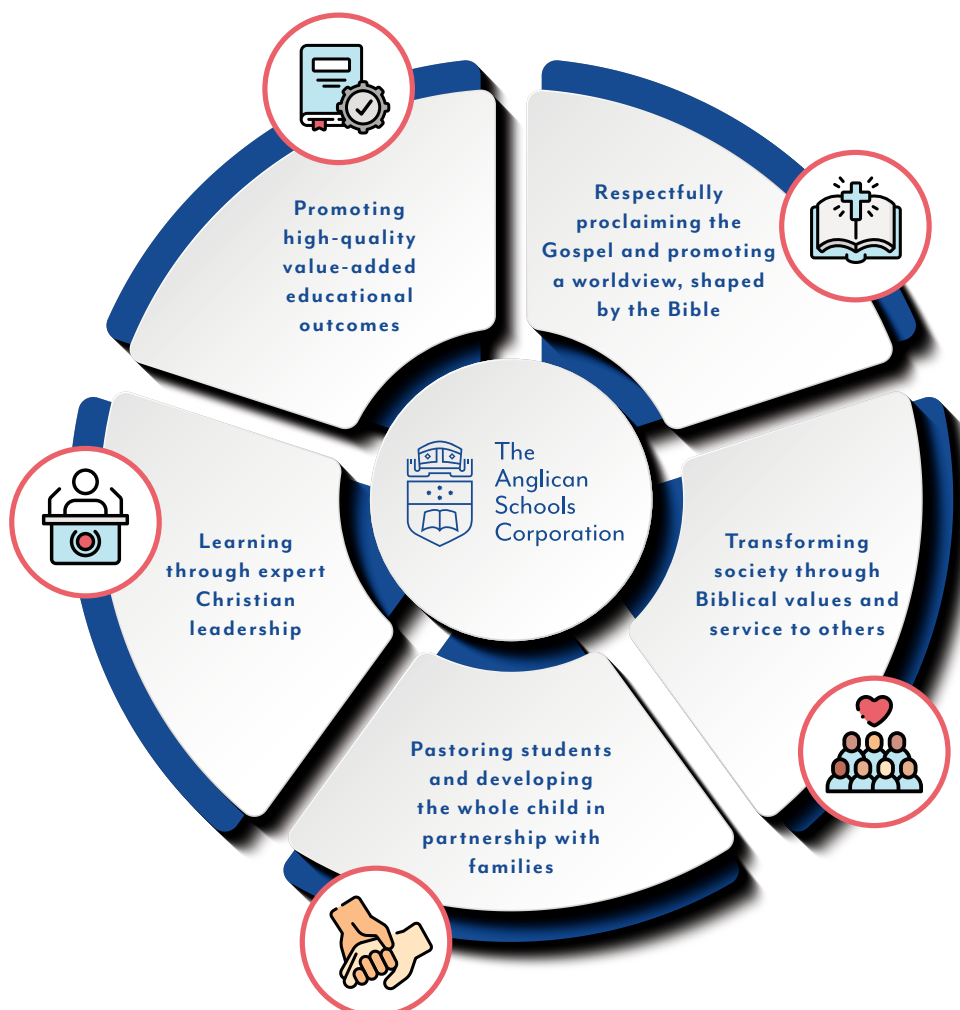 Promoting
high-quality
value-added
educational
outcomes
Respectfully
proclaiming the
Gospel and promoting
a worldview, shaped
by the Bible
The
Anglican
Schools
Corporation
Learning
through expert
Christian
leadership
Transforming
society through
Biblical values and
service to others
Pastoring students
and developing
the whole child in
partnership with
families